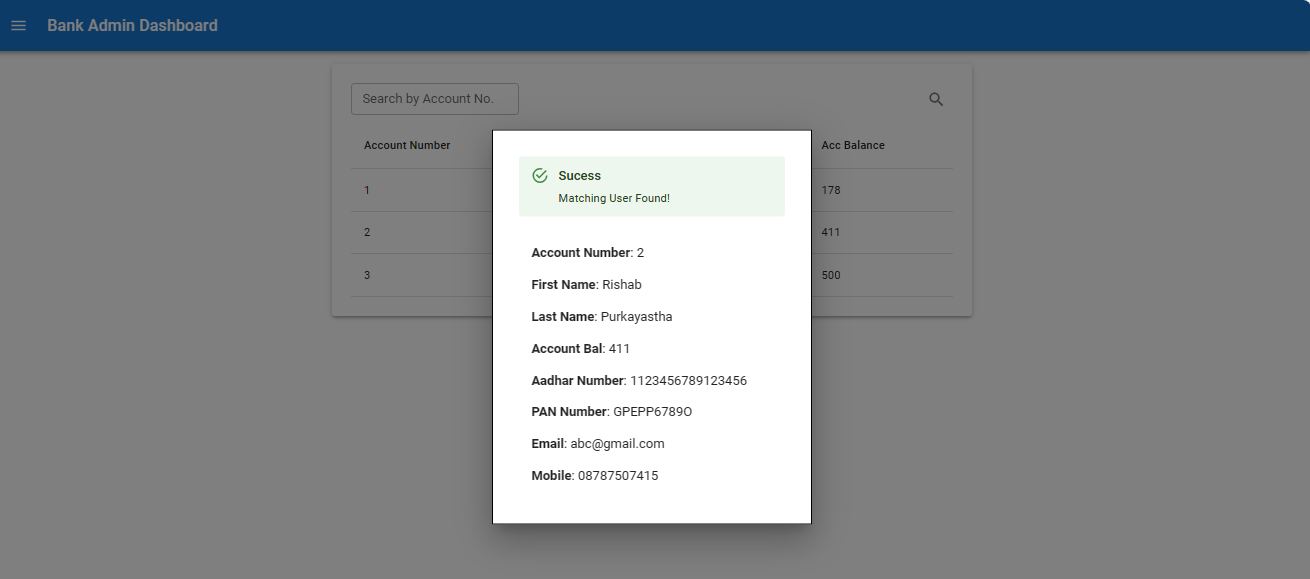 Bank Admin Dashboard
Search by Account No.
Account Number
Acc Balance
1
178
2
411
3
500
Sucess
Matching User Found!
Account Number: 2
First Name: Rishab
Last Name: Purkayastha
Account Bal: 411
Aadhar Number: 1123456789123456
PAN Number: GPEPP6789O
Email: abc@gmail.com
Mobile: 08787507415